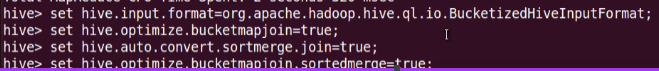 hive> set hive.input.format=org.apache.hadoop.hive.ql.io.BucketizedHiveInputFormat;
hive> set hive.optimize.bucketmapjoin=true;
hive> set hive.auto.convert.sortmerge.join=true;
hive> set hive.optimize.bucketmapjoin.sortedmerge=true;